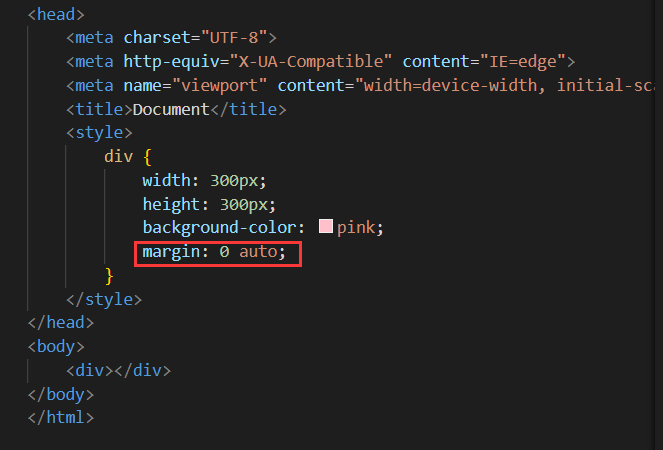 <head>
<meta charset="UTF-8">
<meta http-equiv="X-UA-Compatible" content="IE=edge">
<meta name="viewport" content="width=device-width, initial-sca
<title>Document</title>
<style>
div {
width: 300px;
height: 300px;
background-color: pink;
margin: 0 auto;
}
</style>
</head>
<body>
<div></div>
</body>
</html>